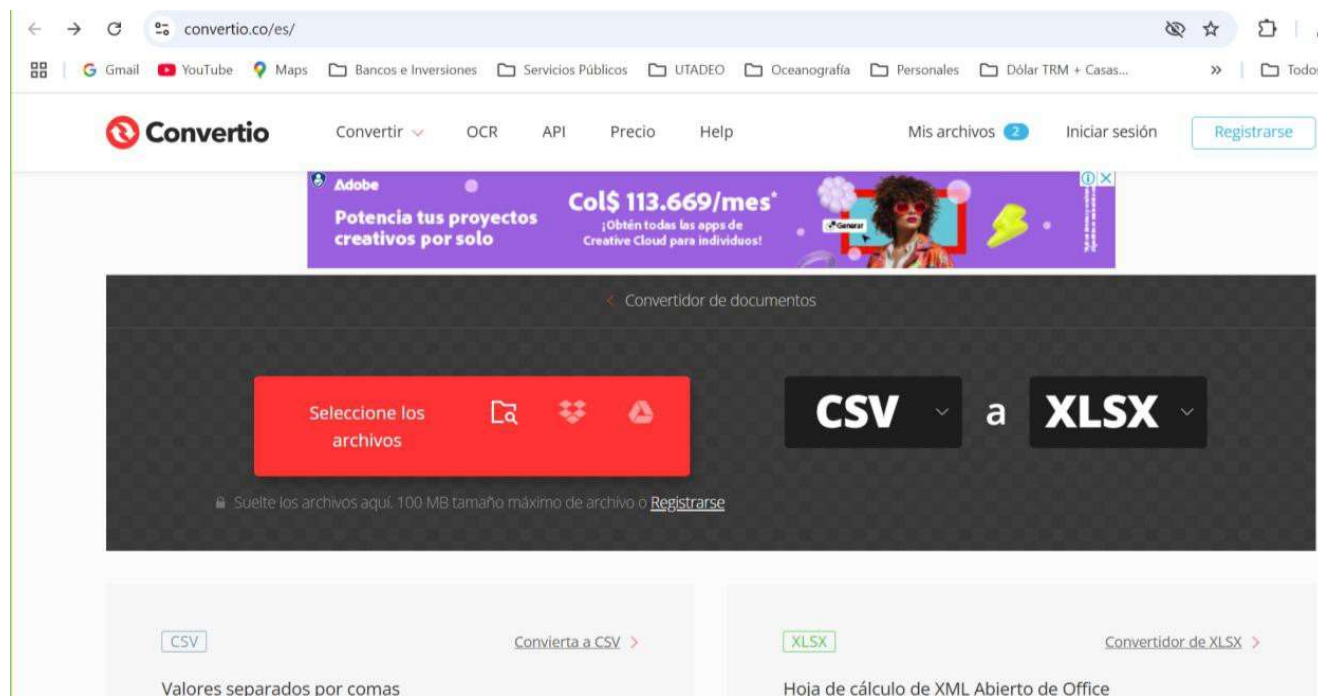 convertio.co/es/
Gmail YouTube Maps Bancos e Inversiones Servicios Públicos UTADEO Oceanografía Personales Dólar TRM + Casas... » Todos
Convertio Convertir OCR API Precio Help Mis archivos 2 Iniciar sesión Registrarse
Adobe
Potencia tus proyectos
creativos por solo
Col$ 113.669/mes*
¡Obtén todas las apps de
Creative Cloud para individuos!
Generar
Convertidor de documentos
Seleccione los
archivos
CSV a XLSX
Suelte los archivos aquí. 100 MB tamaño máximo de archivo o Registrarse
CSV Convierta a CSV
Valores separados por comas
XLSX Convertidor de XLSX
Hoja de cálculo de XML Abierto de Office